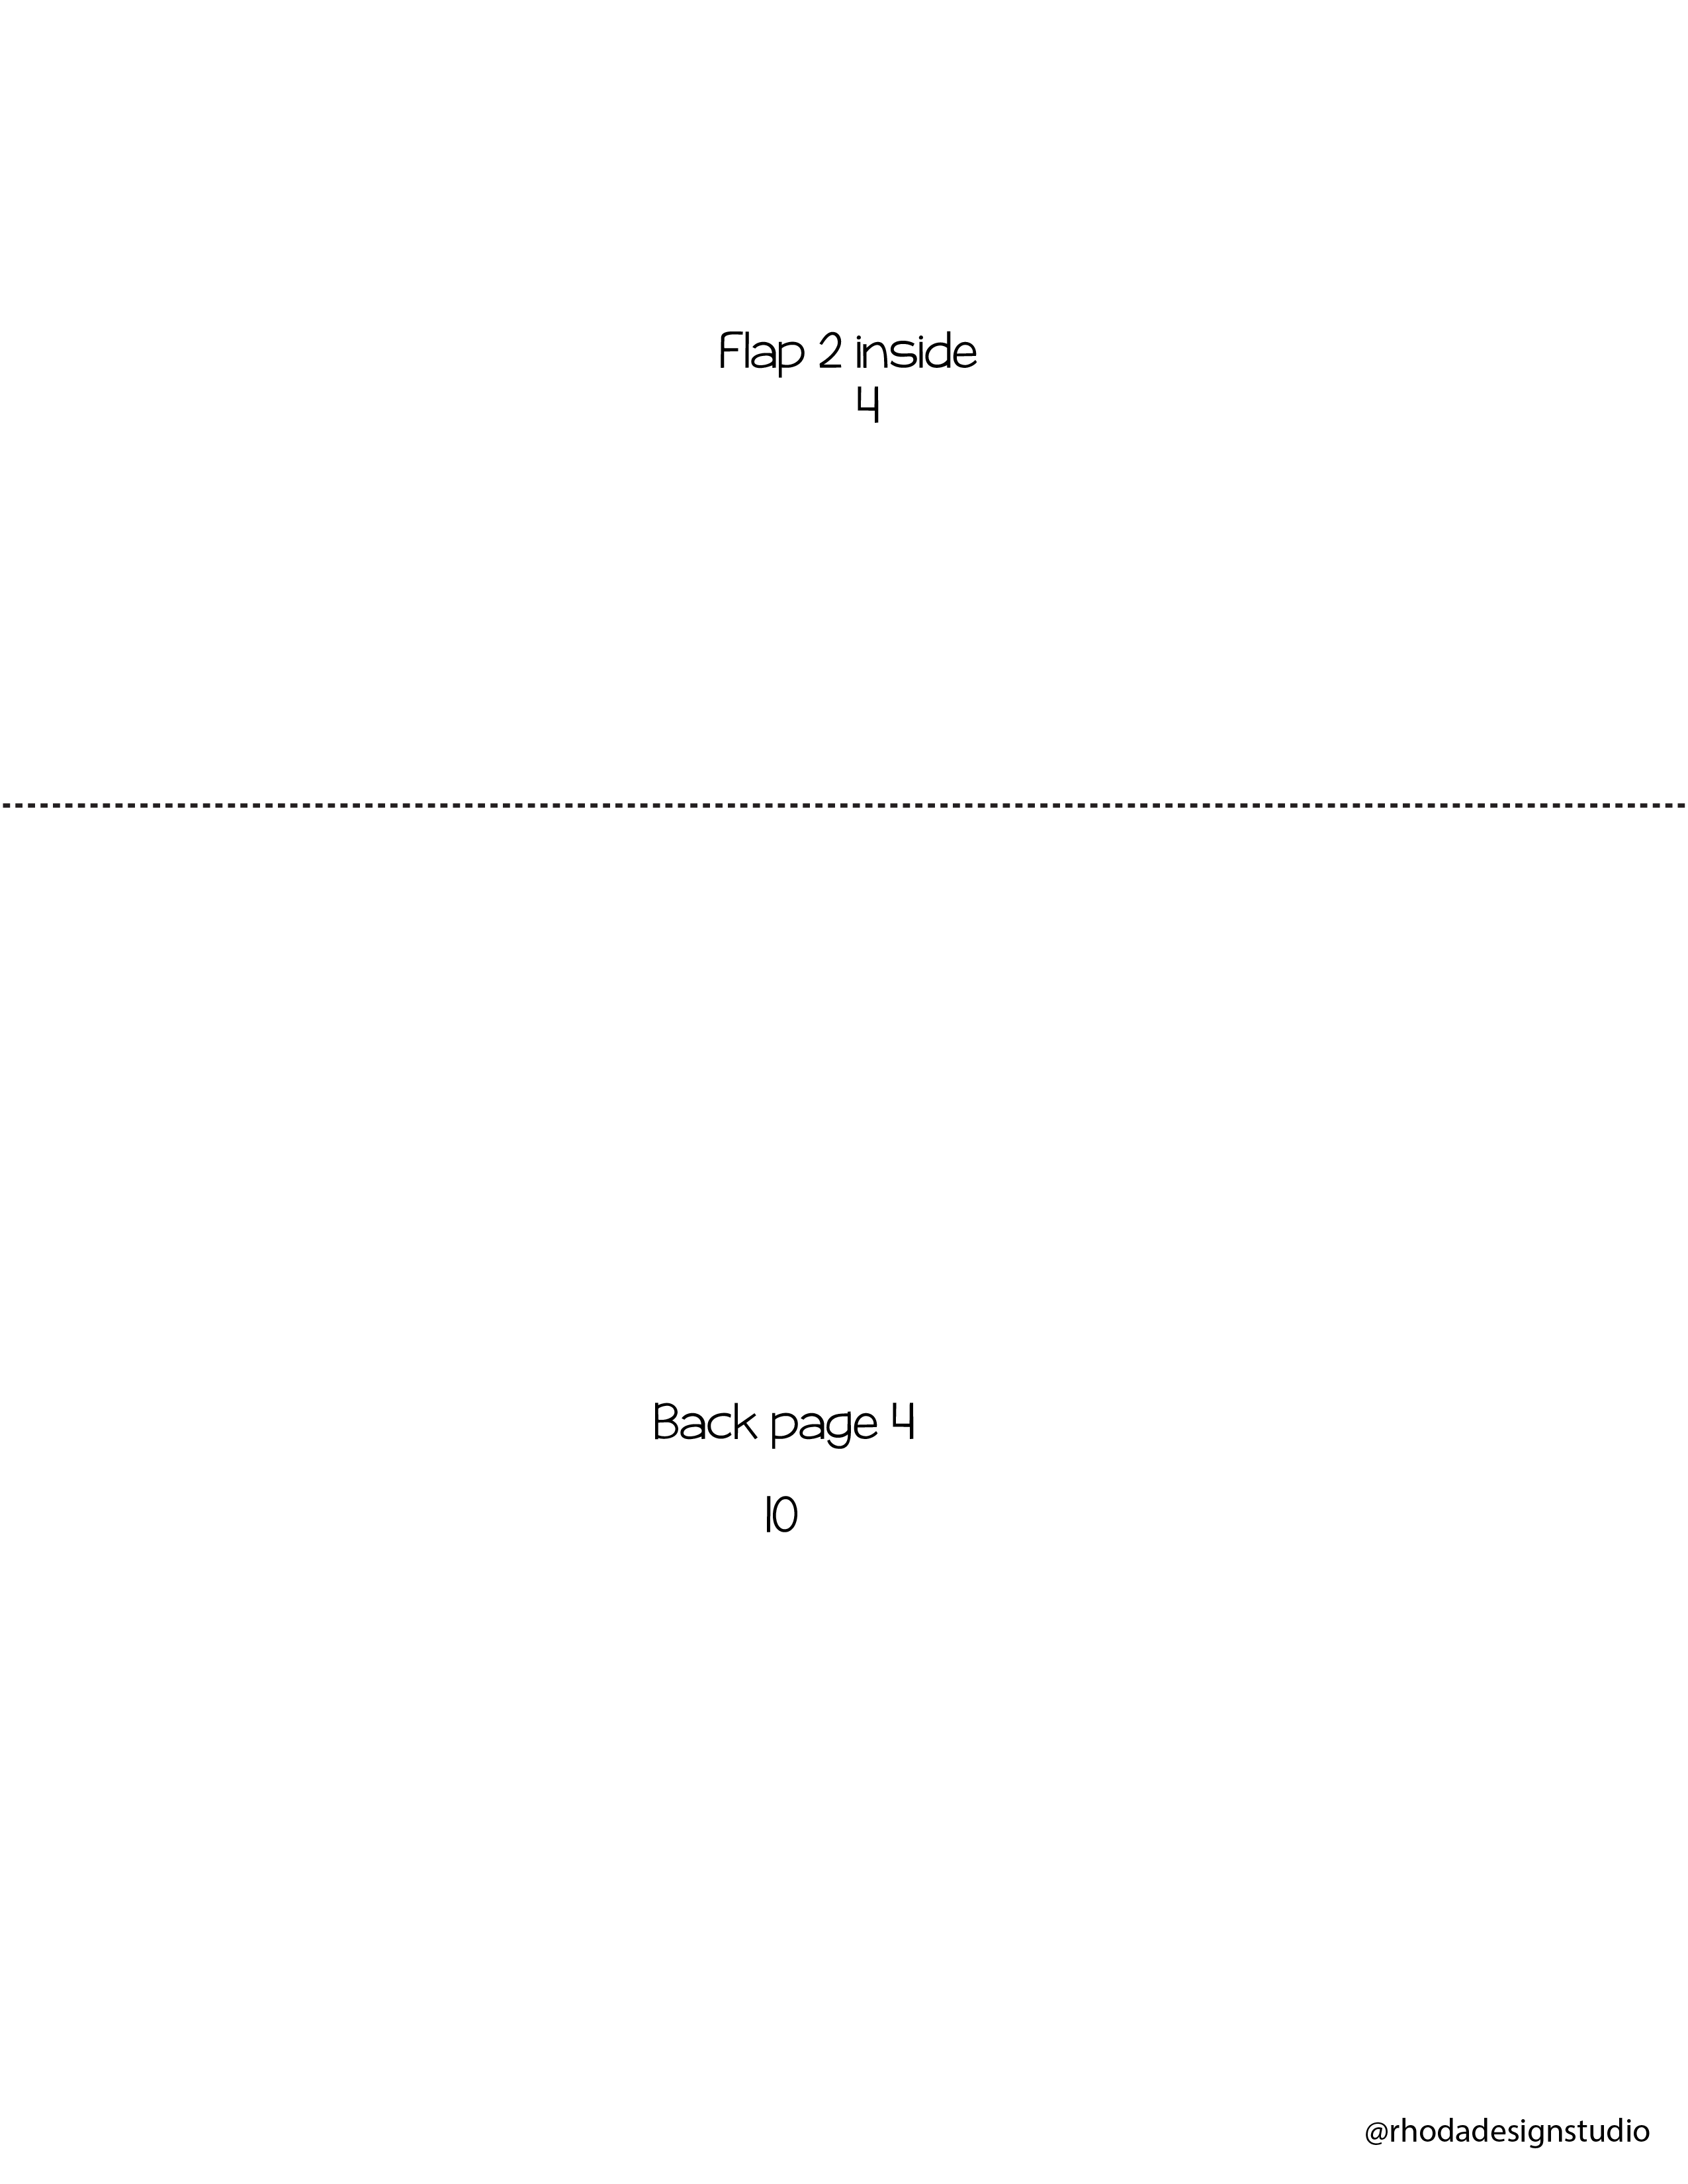 Flap 2 inside
4
Back page 4
10
@rhodadesignstudio